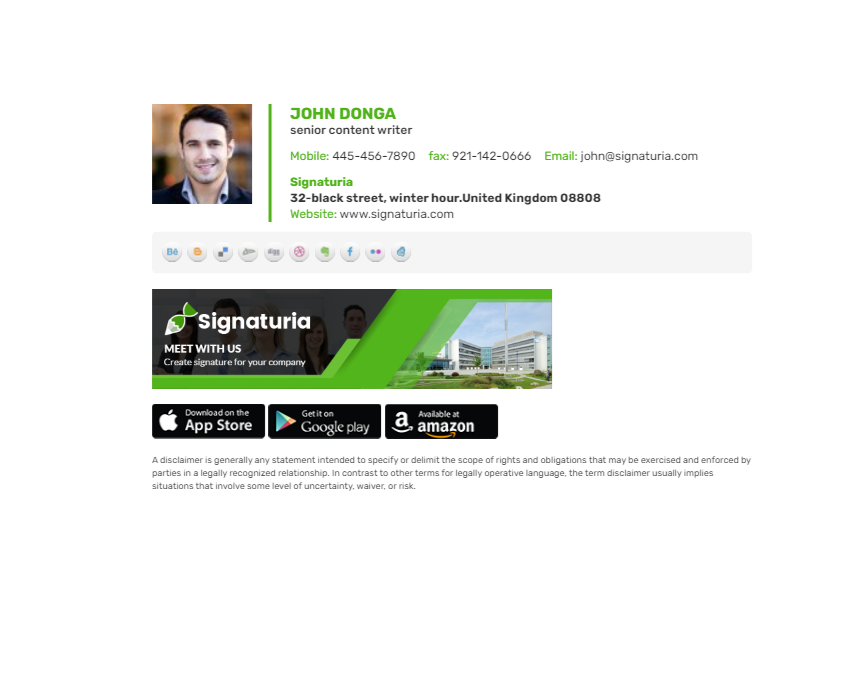 JOHN DONGA
senior content writer
Mobile: 445-456-7890 fax: 921-142-0666 Email: john@signaturia.com
Signaturia
32-black street, winter hour.United Kingdom 08808
Website: www.signaturia.com
Bē
Signaturia
MEET WITH US
Create signature for your company
Download on the
App Store
Get it on
Google play
Available at
amazon
A disclaimer is generally any statement intended to specify or delimit the scope of rights and obligations that may be exercised and enforced by
parties in a legally recognized relationship. In contrast to other terms for legally operative language, the term disclaimer usually implies
situations that involve some level of uncertainty, waiver, or risk.